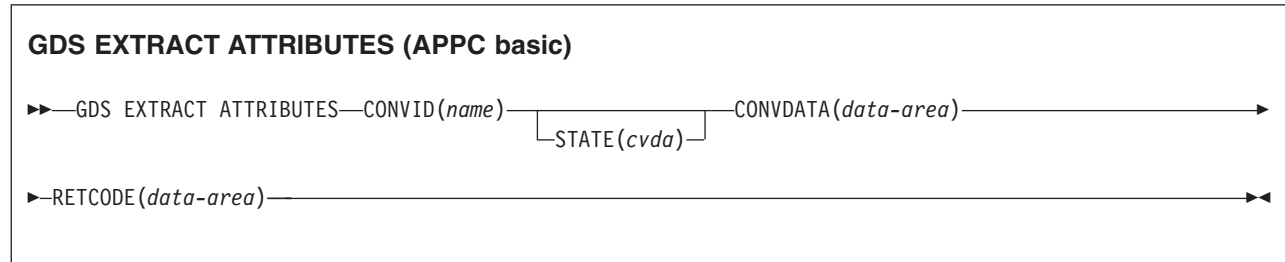 GDS EXTRACT ATTRIBUTES (APPC basic)
GDS EXTRACT ATTRIBUTES CONVID(name) CONVDATA(data-area)
STATE(cvda)
RETCODE(data-area)